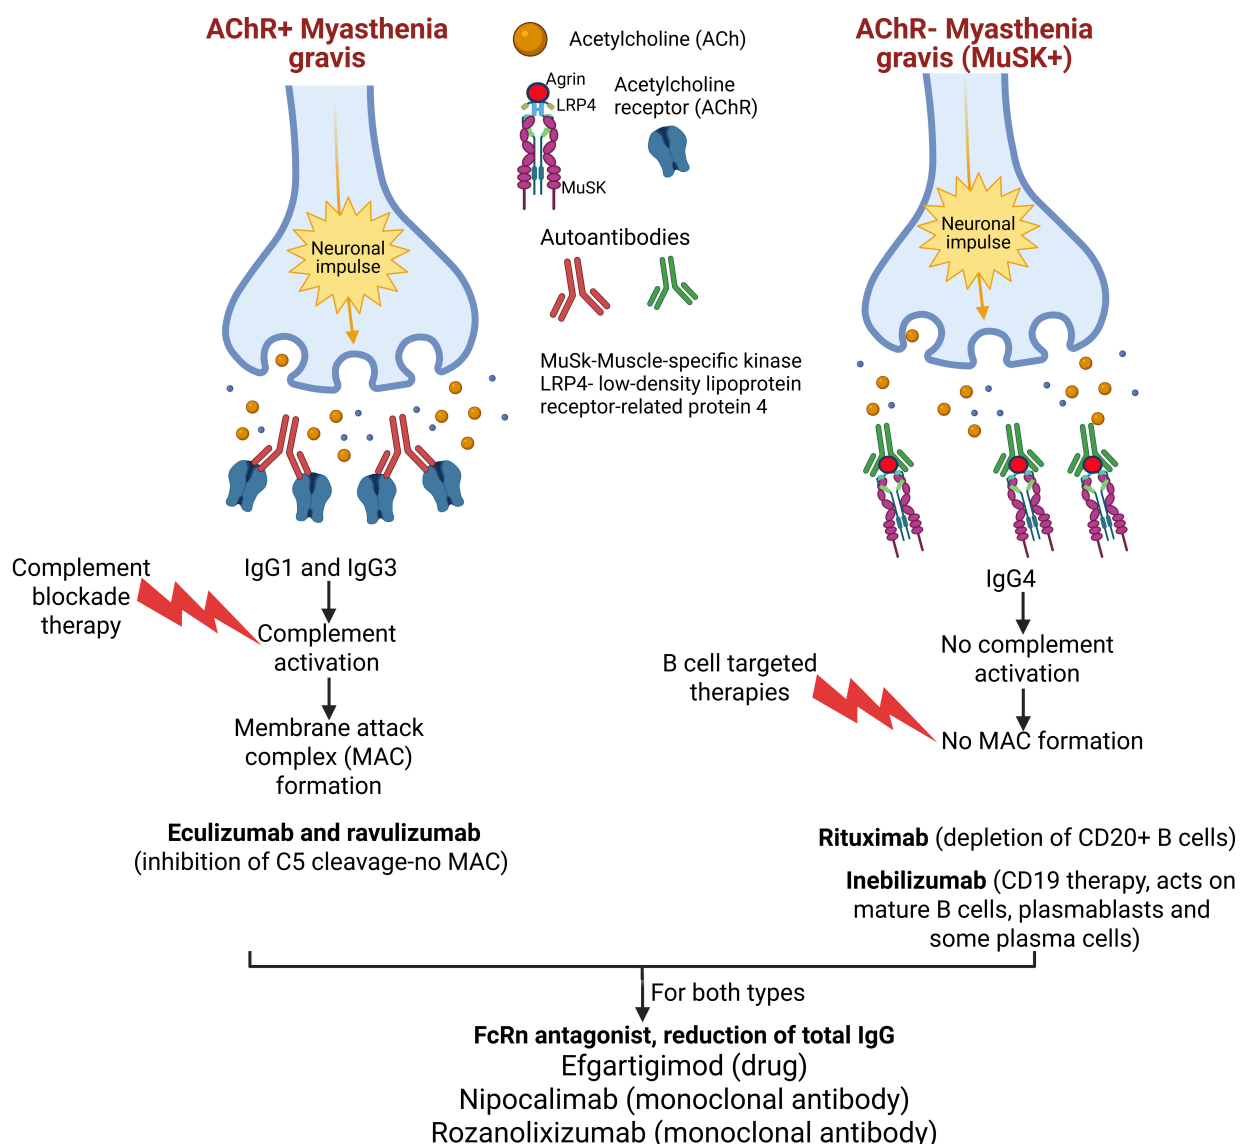 AChR+ Myasthenia
gravis
Acetylcholine (ACh)
Agrin
LRP4
MuSK
Acetylcholine
receptor (AChR)
AChR- Myasthenia
gravis (MuSK+)
Neuronal
impulse
Neuronal
impulse
Autoantibodies
MuSk-Muscle-specific kinase
LRP4- low-density lipoprotein
receptor-related protein 4
Complement
blockade
therapy
IgG1 and IgG3
Complement
activation
Membrane attack
complex (MAC)
formation
Eculizumab and ravulizumab
(inhibition of C5 cleavage-no MAC)
IgG4
No complement
activation
B cell targeted
therapies
No MAC formation
Rituximab (depletion of CD20+ B cells)
Inebilizumab (CD19 therapy, acts on
mature B cells, plasmablasts and
some plasma cells)
For both types
FcRn antagonist, reduction of total IgG
Efgartigimod (drug)
Nipocalimab (monoclonal antibody)
Rozanolixizumab (monoclonal antibody)